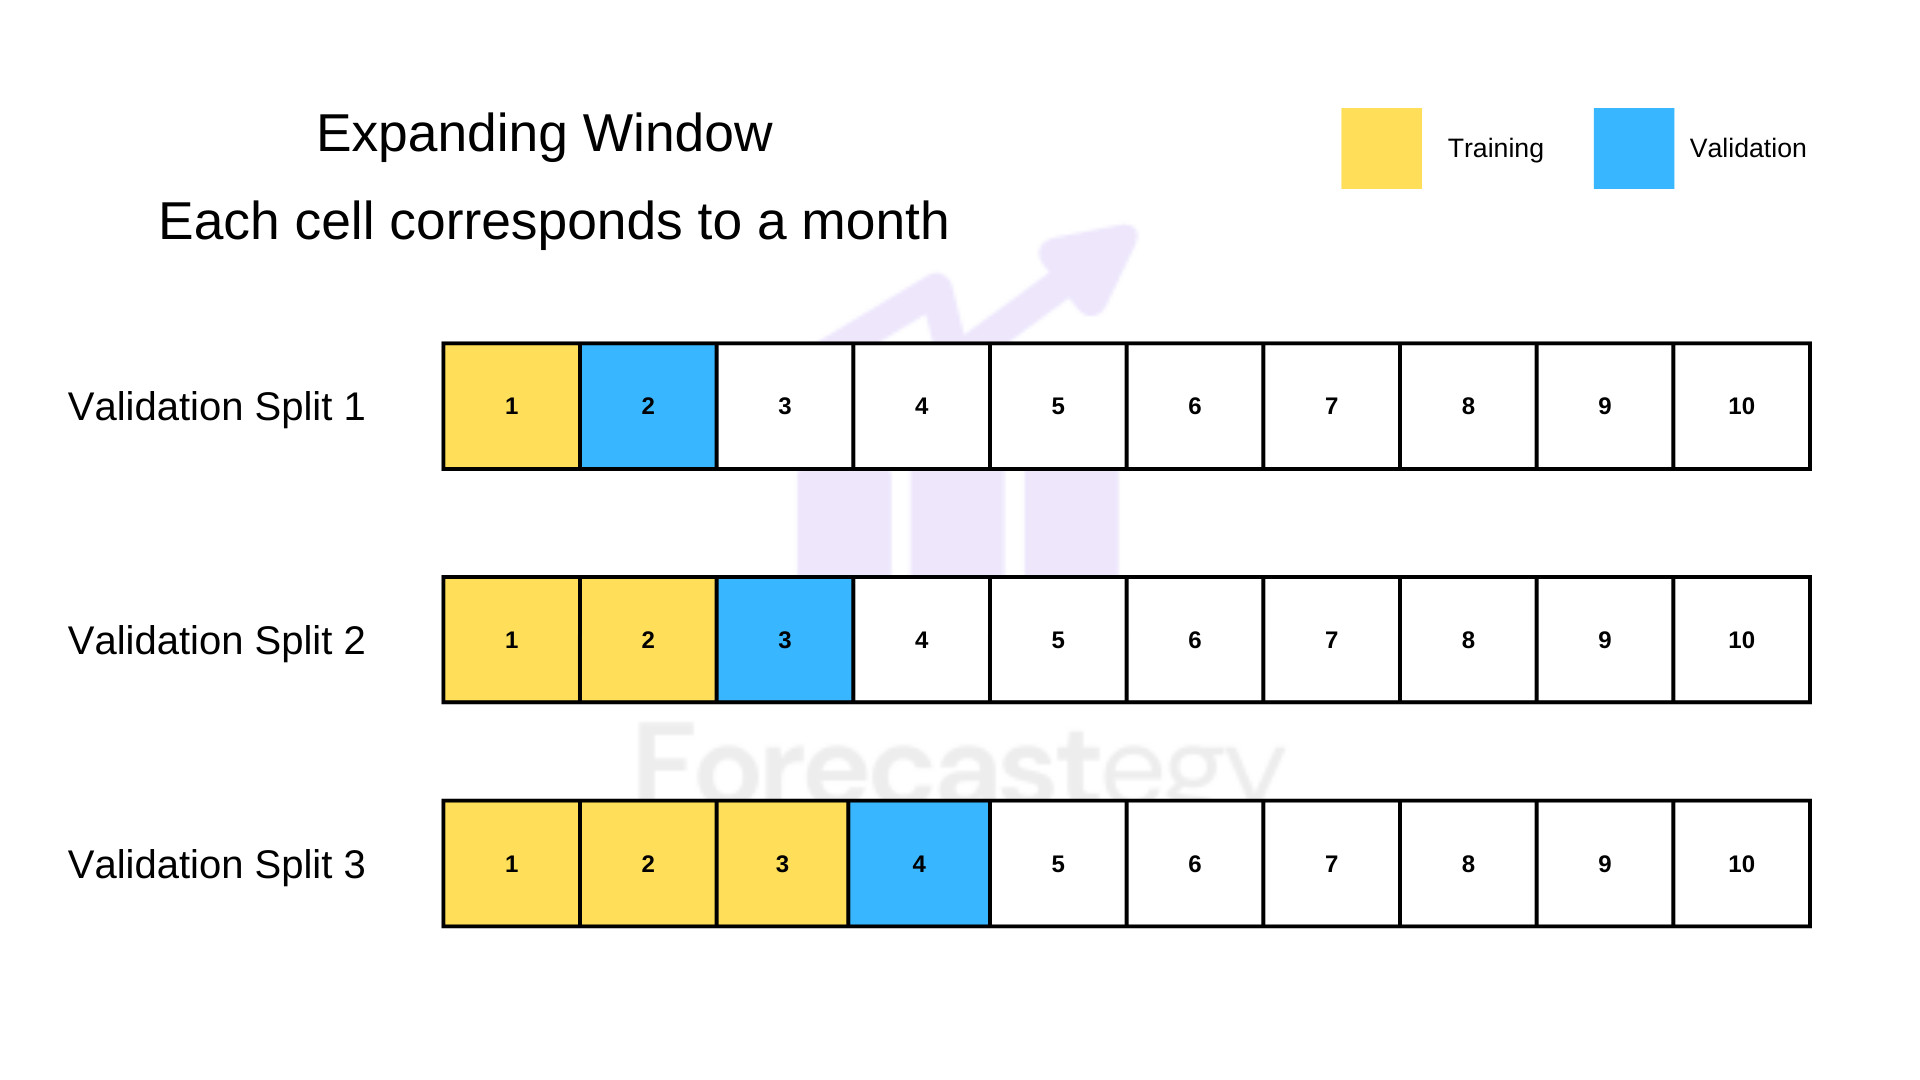 Expanding Window
Each cell corresponds to a month
Training Validation
Validation Split 1 1 2 3 4 5 6 7 8 9 10
Validation Split 2 1 2 3 4 5 6 7 8 9 10
Forecastegy
Validation Split 3 1 2 3 4 5 6 7 8 9 10